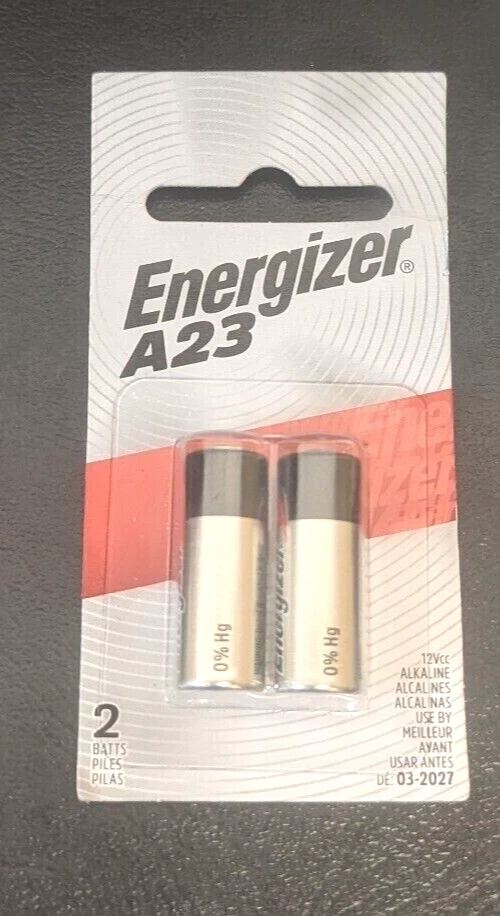 Energizer®
A23
0% Hg
Energizer
0% Hg
12Vcc
ALKALINE
ALCALINES
ALCALINAS
USE BY
MEILLEUR
AVANT
USAR ANTES
DE: 03-2027
2
BATTS
PILES
PILAS